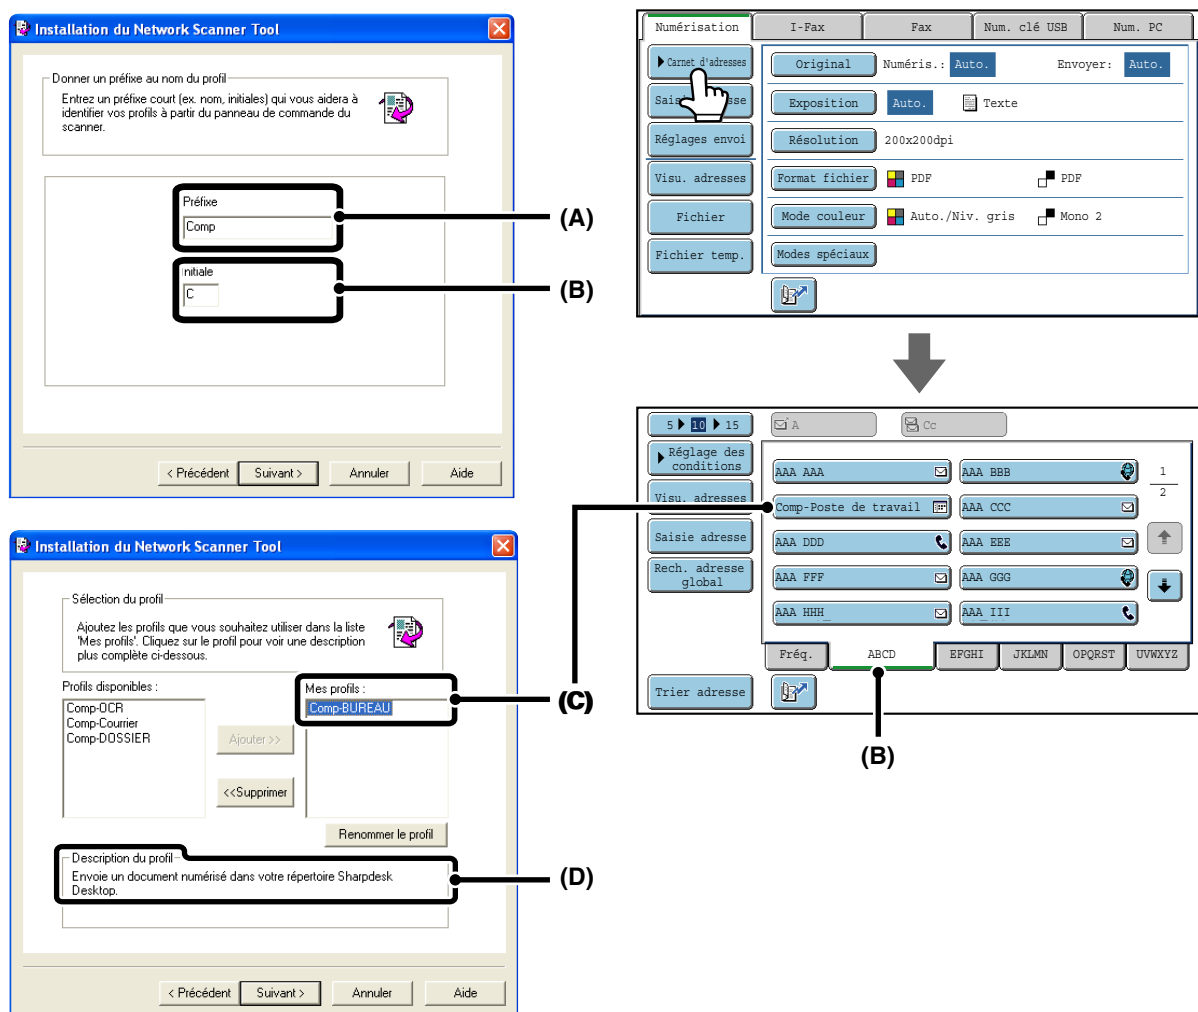 Installation du Network Scanner Tool
Donner un préfixe au nom du profil
Entrez un préfixe court (ex. nom, initiales) qui vous aidera à
identifier vos profils à partir du panneau de commande du
scanner.
Préfixe
Comp
Initiale
C
(A)
(B)
< Précédent
Suivant >
Annuler
Aide
Numérisation
I-Fax
Fax
Num. clé USB
Num. PC
Carnet d'adresses
Original
Numéris.:
Auto.
Envoyer:
Auto.
Exposition
Auto.
Texte
Réglages envoi
Résolution
200x200dpi
Visu. adresses
Format fichier
PDF
PDF
Fichier
Mode couleur
Auto./Niv. gris
Mono 2
Fichier temp.
Modes spéciaux
5
10
15
A
Cc
Réglage des
conditions
AAA AAA
AAA BBB
1
2
Visu. adresses
Comp-Poste de travail
AAA CCC
Saisie adresse
AAA DDD
AAA EEE
Rech. adresse
global
AAA FFF
AAA GGG
AAA HHH
AAA III
Fréq.
ABCD
EFGHI
JKLMN
OPQRST
UVWXYZ
Trier adresse
(B)
Installation du Network Scanner Tool
Sélection du profil
Ajoutez les profils que vous souhaitez utiliser dans la liste
'Mes profils'. Cliquez sur le profil pour voir une description
plus complète ci-dessous.
Profils disponibles :
Mes profils :
Comp-OCR
Comp-Courrier
Comp-DOSSIER
Comp-BUREAU
(C)
Ajouter >>
<<Supprimer
Renommer le profil
Description du profil
Envoie un document numérisé dans votre répertoire Sharpdesk
Desktop.
(D)
< Précédent
Suivant >
Annuler
Aide